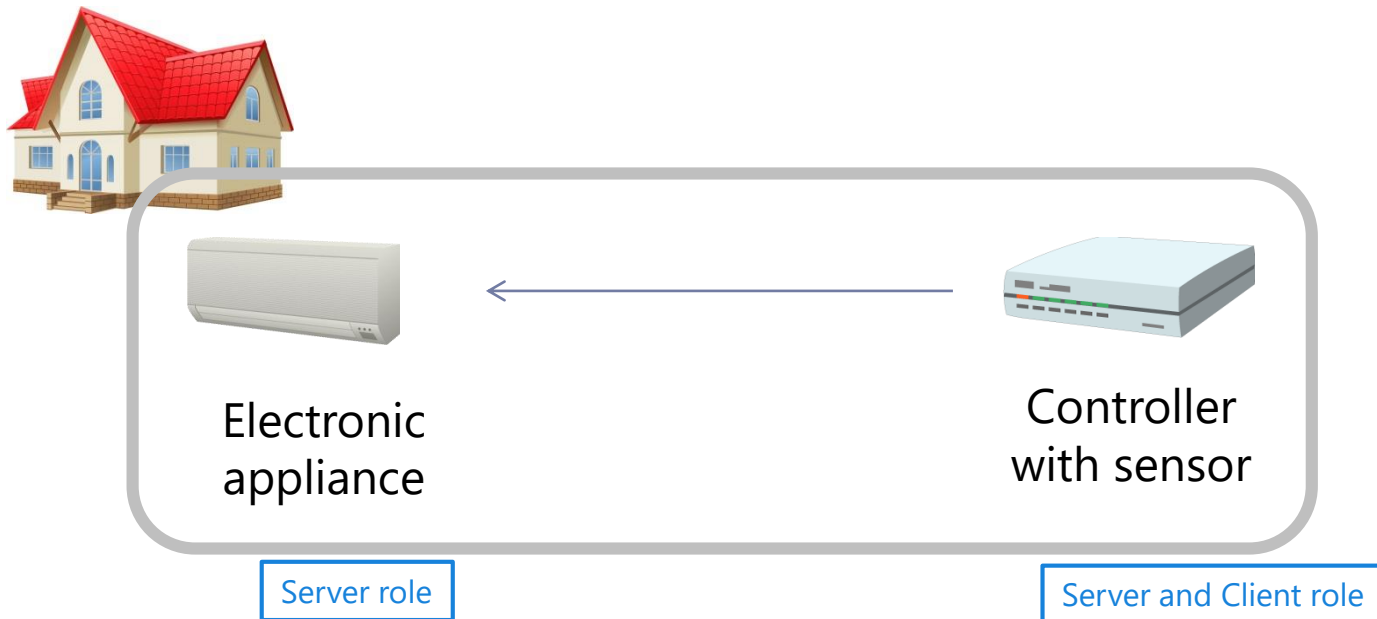 Electronic
appliance
Controller
with sensor
Server role
Server and Client role